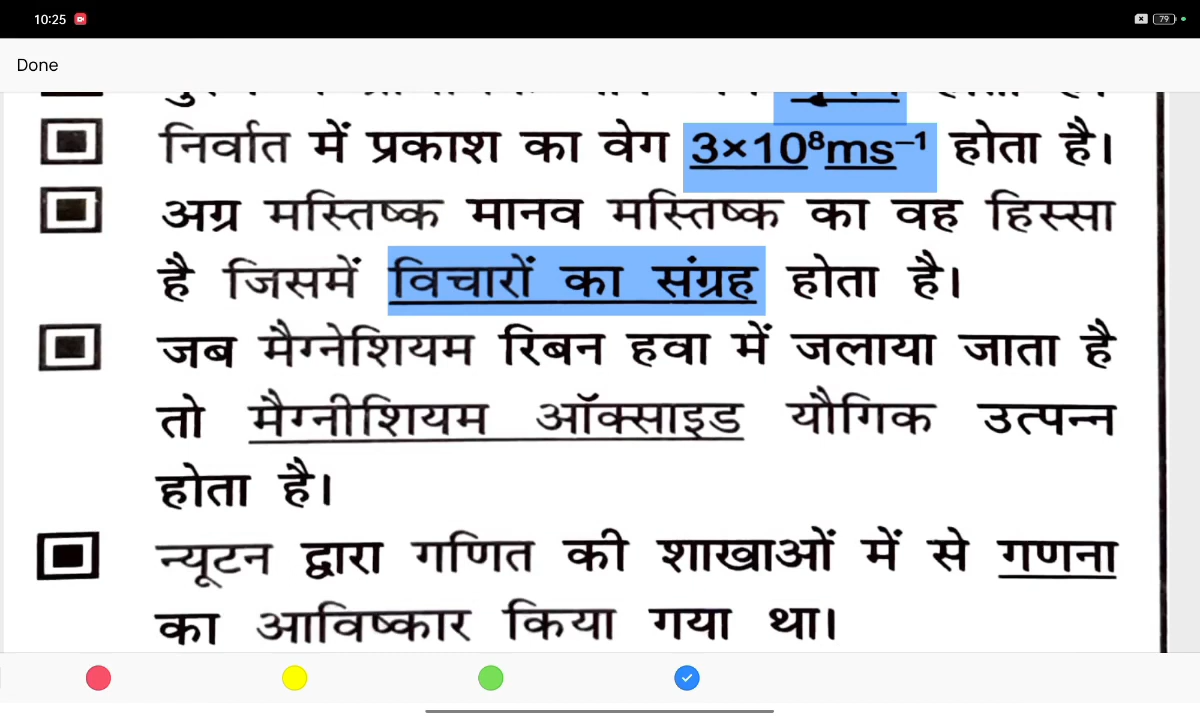 10:25
79
Done
निर्वात में प्रकाश का वेग 3×10⁸ms⁻¹ होता है।
अग्र मस्तिष्क मानव मस्तिष्क का वह हिस्सा
है जिसमें विचारों का संग्रह होता है।
जब मैग्नेशियम रिबन हवा में जलाया जाता है
तो मैग्नीशियम ऑक्साइड यौगिक उत्पन्न
होता है।
न्यूटन द्वारा गणित की शाखाओं में से गणना
का आविष्कार किया गया था।